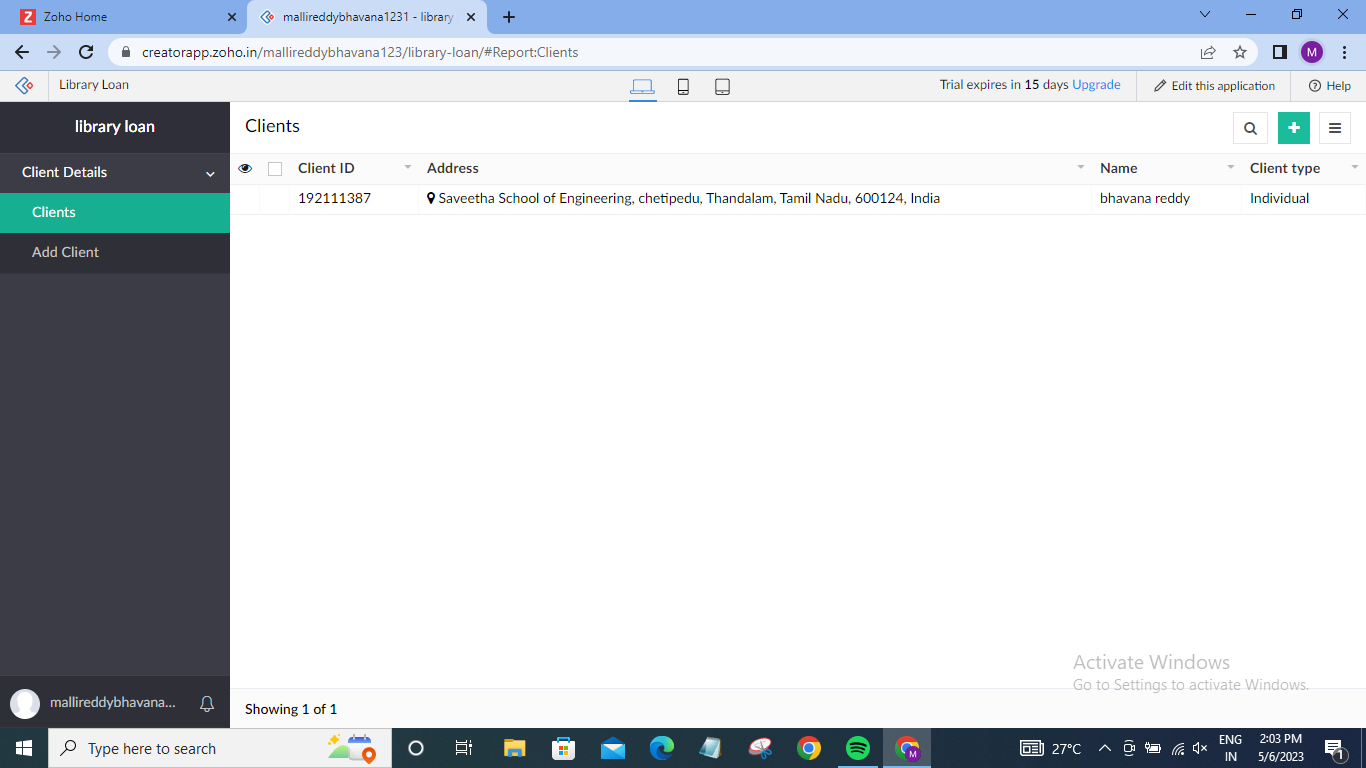 Zoho Home
mallireddybhavana1231 - library
creatorapp.zoho.in/mallireddybhavana123/library-loan/#Report:Clients
M
Library Loan
Trial expires in 15 days Upgrade
Edit this application
Help
library loan
Clients
Client Details
Client ID
Address
Name
Client type
192111387
Saveetha School of Engineering, chetipedu, Thandalam, Tamil Nadu, 600124, India
bhavana reddy
Individual
Clients
Add Client
Activate Windows
Go to Settings to activate Windows.
mallireddybhavana...
Showing 1 of 1
Type here to search
M
27°C
ENG
IN
2:03 PM
5/6/2023
1